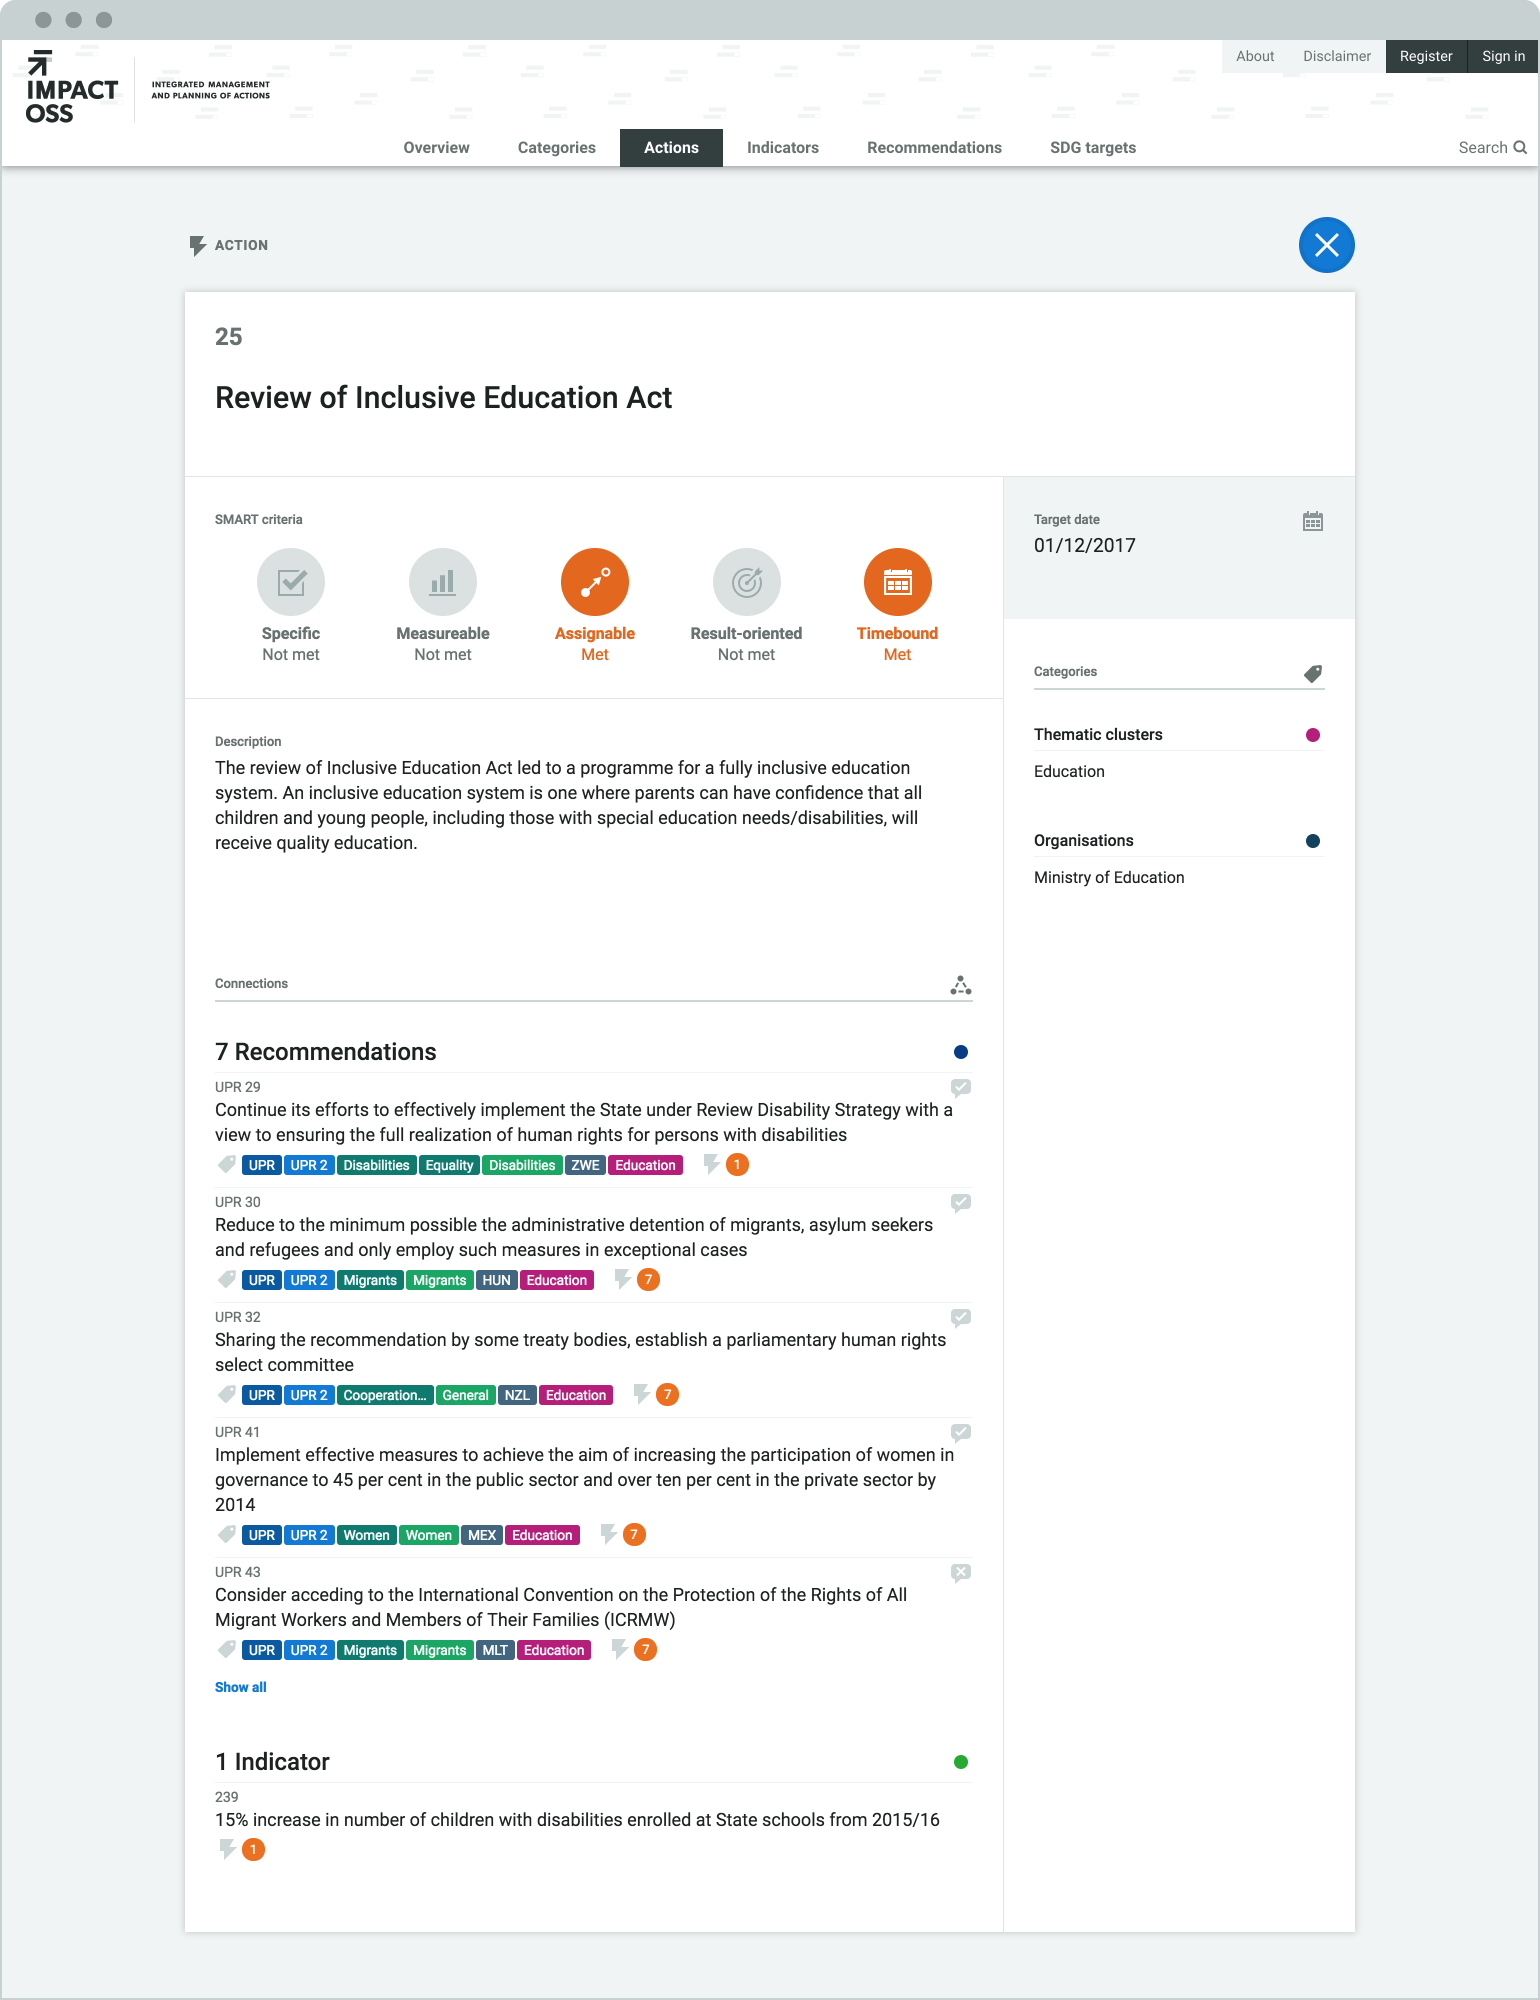 About Disclaimer Register Sign in
IMPACT
OSS
INTEGRATED MANAGEMENT
AND PLANNING OF ACTIONS
Overview Categories Actions Indicators Recommendations SDG targets Search
ACTION
25
Review of Inclusive Education Act
SMART criteria
Specific
Not met
Measureable
Not met
Assignable
Met
Result-oriented
Not met
Timebound
Met
Target date
01/12/2017
Categories
Thematic clusters
Education
Organisations
Ministry of Education
Description
The review of Inclusive Education Act led to a programme for a fully inclusive education
system. An inclusive education system is one where parents can have confidence that all
children and young people, including those with special education needs/disabilities, will
receive quality education.
Connections
7 Recommendations
UPR 29
Continue its efforts to effectively implement the State under Review Disability Strategy with a
view to ensuring the full realization of human rights for persons with disabilities
UPR UPR 2 Disabilities Equality Disabilities ZWE Education 1
UPR 30
Reduce to the minimum possible the administrative detention of migrants, asylum seekers
and refugees and only employ such measures in exceptional cases
UPR UPR 2 Migrants Migrants HUN Education 7
UPR 32
Sharing the recommendation by some treaty bodies, establish a parliamentary human rights
select committee
UPR UPR 2 Cooperation... General NZL Education 7
UPR 41
Implement effective measures to achieve the aim of increasing the participation of women in
governance to 45 per cent in the public sector and over ten per cent in the private sector by
2014
UPR UPR 2 Women Women MEX Education 7
UPR 43
Consider acceding to the International Convention on the Protection of the Rights of All
Migrant Workers and Members of Their Families (ICRMW)
UPR UPR 2 Migrants Migrants MLT Education 7
Show all
1 Indicator
239
15% increase in number of children with disabilities enrolled at State schools from 2015/16
1